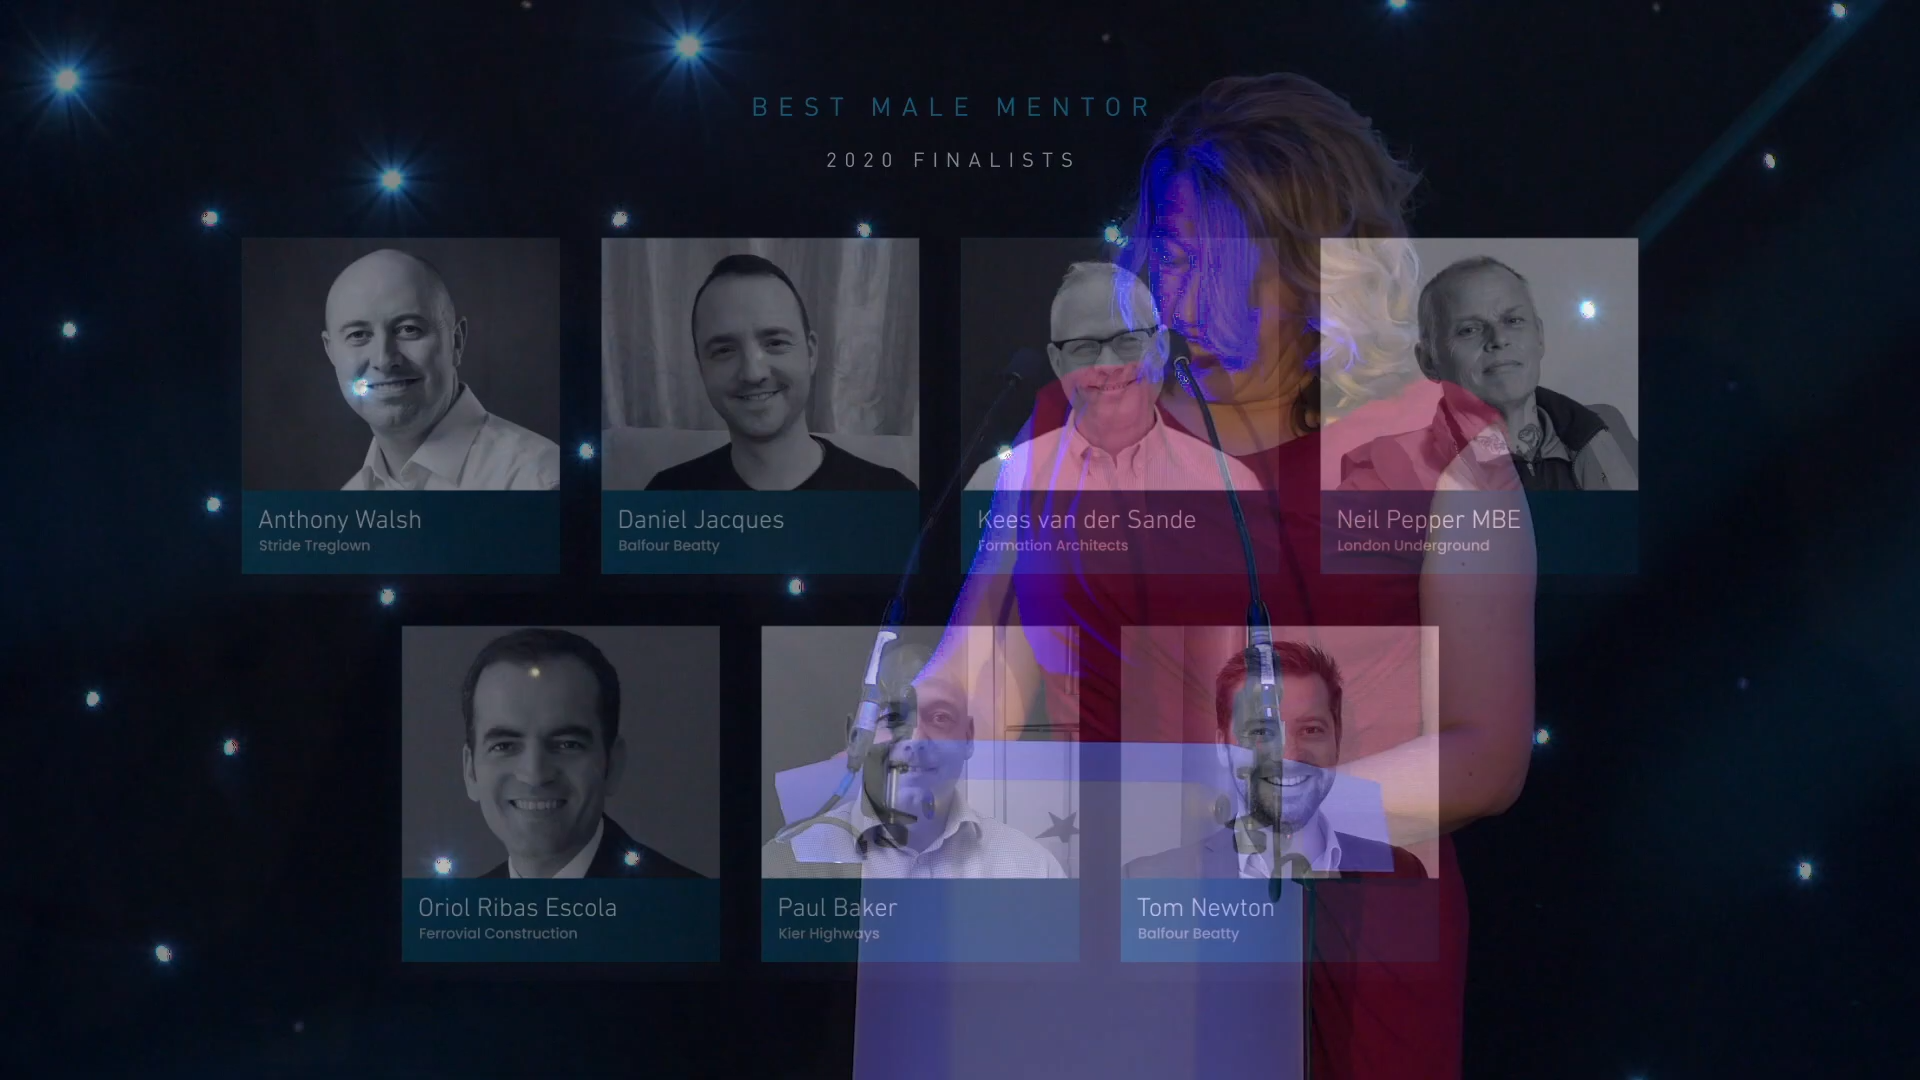 BEST MALE MENTOR
2020 FINALISTS
Anthony Walsh
Stride Treglown
Daniel Jacques
Balfour Beatty
Kees van der Sande
Formation Architects
Neil Pepper MBE
London Underground
Oriol Ribas Escola
Ferrovial Construction
Paul Baker
Kier Highways
Tom Newton
Balfour Beatty